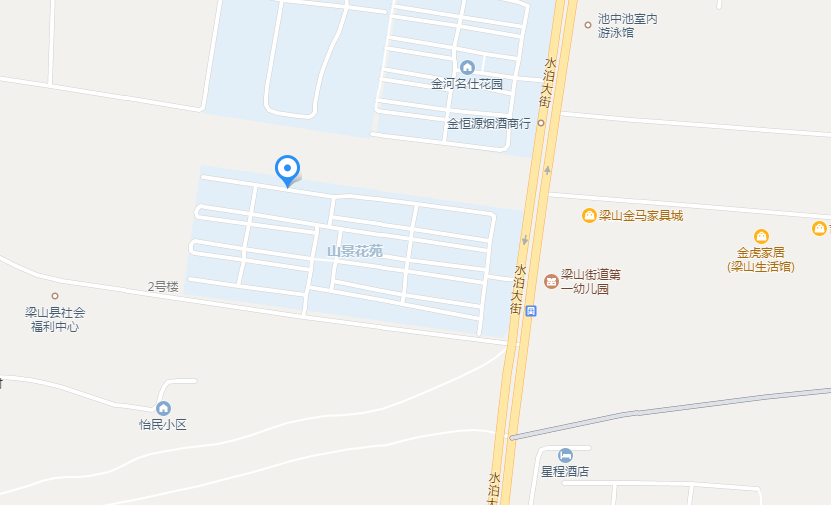 池中池室内
游泳馆
水泊大街
金河名仕花园
金恒源烟酒商行
梁山金马家具城
金虎家居
(梁山生活馆)
山景花苑
梁山街道第
一幼儿园
水泊大街
2号楼
梁山县社会
福利中心
怡民小区
星程酒店
水泊大